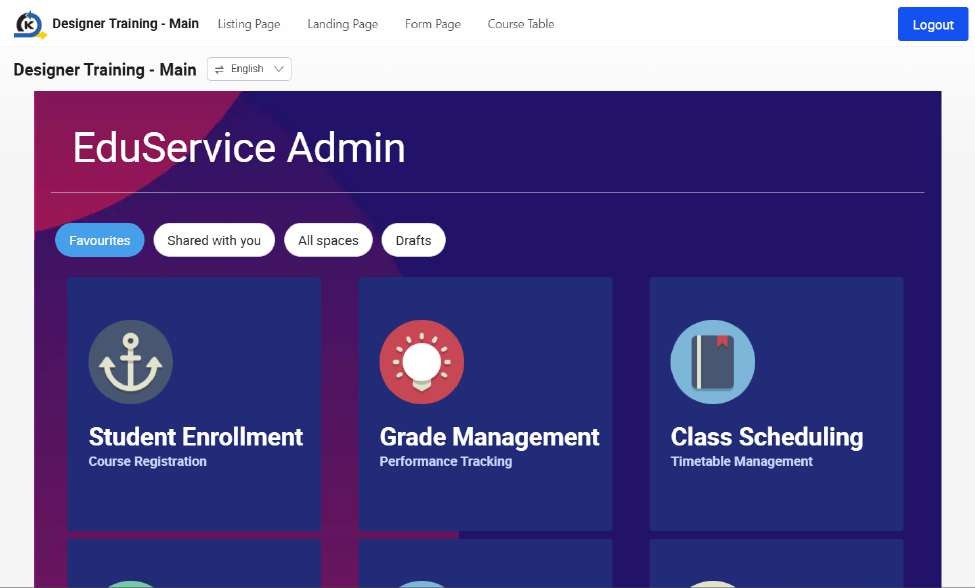 Designer Training - Main Listing Page Landing Page Form Page Course Table Logout
Designer Training - Main English
EduService Admin
Favourites Shared with you All spaces Drafts
Student Enrollment Grade Management Class Scheduling
Course Registration Performance Tracking Timetable Management